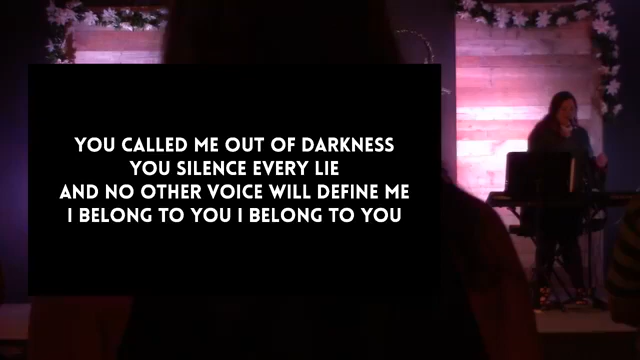 YOU CALLED ME OUT OF DARKNESS
YOU SILENCE EVERY LIE
AND NO OTHER VOICE WILL DEFINE ME
I BELONG TO YOU I BELONG TO YOU